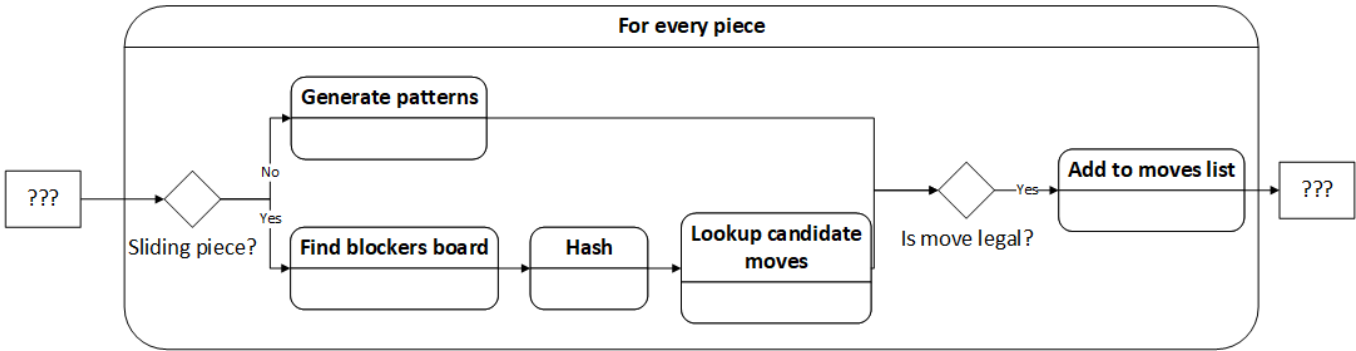 For every piece
Generate patterns
No
???
Yes
Sliding piece?
Find blockers board
Hash
Lookup candidate
moves
Is move legal?
Yes
Add to moves list
???